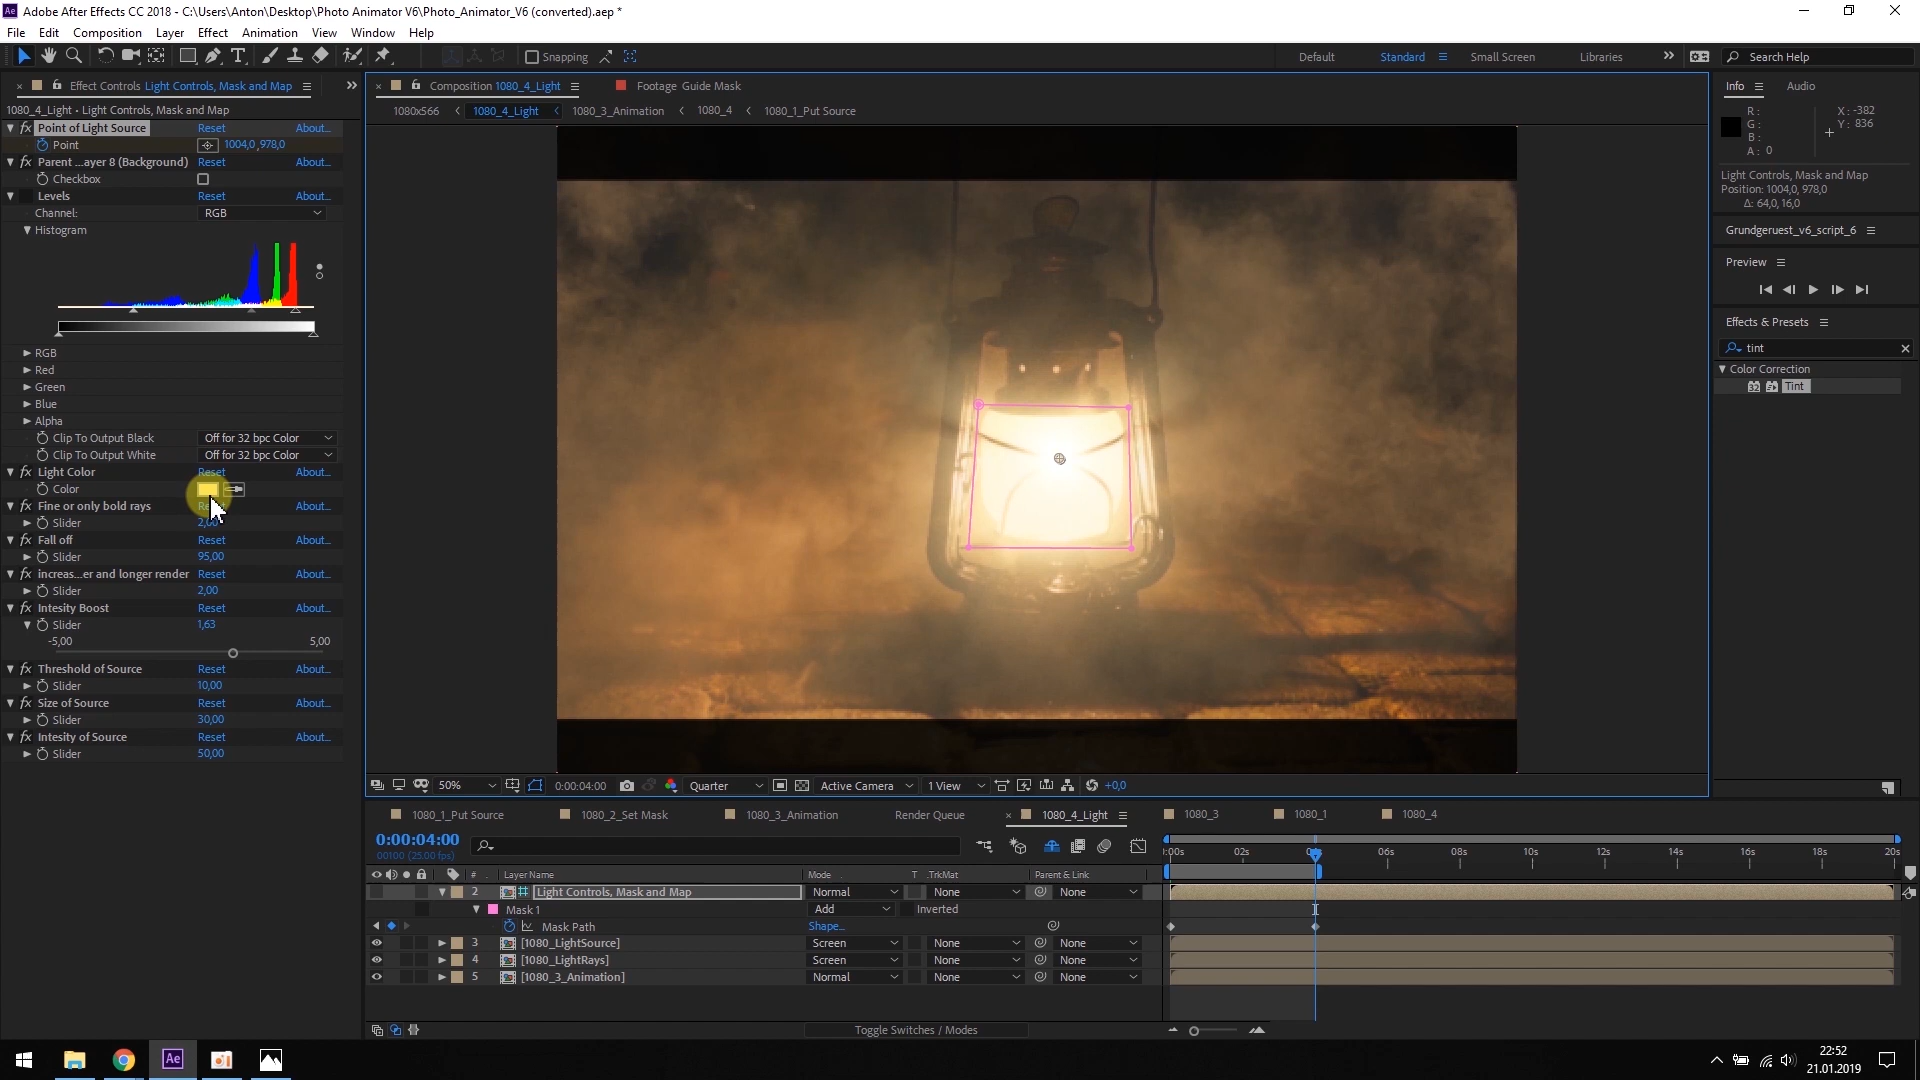 Adobe After Effects CC 2018 - C:\Users\Anton\Desktop\Photo Animator V6\Photo_Animator_V6 (converted).aep *
File Edit Composition Layer Effect Animation View Window Help
Snapping
Default Standard Small Screen Libraries Search Help
Effect Controls Light Controls, Mask and Map
1080_4_Light • Light Controls, Mask and Map
Point of Light Source Reset About...
Point 1004,0 ,978,0
Parent ...ayer 8 (Background) Reset About...
Checkbox
Levels Reset About...
Channel: RGB
Histogram
RGB
Red
Green
Blue
Alpha
Clip To Output Black Off for 32 bpc Color
Clip To Output White Off for 32 bpc Color
Light Color Reset About...
Color
Fine or only bold rays About...
Slider 2,00
Fall off Reset About...
Slider 95,00
increas...er and longer render Reset About...
Slider 2,00
Intesity Boost Reset About...
Slider 1,63
-5,00 5,00
Threshold of Source Reset About...
Slider 10,00
Size of Source Reset About...
Slider 30,00
Intesity of Source Reset About...
Slider 50,00
Composition 1080_4_Light Footage Guide Mask
1080x566 1080_4_Light 1080_3_Animation 1080_4 1080_1_Put Source
50% 0:00:04:00 Quarter Active Camera 1 View +0,0
Info Audio
R: X: -382
G: Y: 836
B:
A: 0
Light Controls, Mask and Map
Position: 1004,0, 978,0
Δ: 64,0, 16,0
Grundgeruest_v6_script_6
Preview
Effects & Presets
tint
Color Correction
32 Tint
1080_1_Put Source 1080_2_Set Mask 1080_3_Animation Render Queue 1080_4_Light 1080_3 1080_1 1080_4
0:00:04:00
00100 (25.00 fps)
:00s 02s 06s 08s 10s 12s 14s 16s 18s 20s
# Layer Name Mode T .TrkMat Parent & Link
2 Light Controls, Mask and Map Normal None None
Mask 1 Add Inverted
Mask Path Shape...
3 [1080_LightSource] Screen None None
4 [1080_LightRays] Screen None None
5 [1080_3_Animation] Normal None None
Toggle Switches / Modes
Ae
22:52
21.01.2019